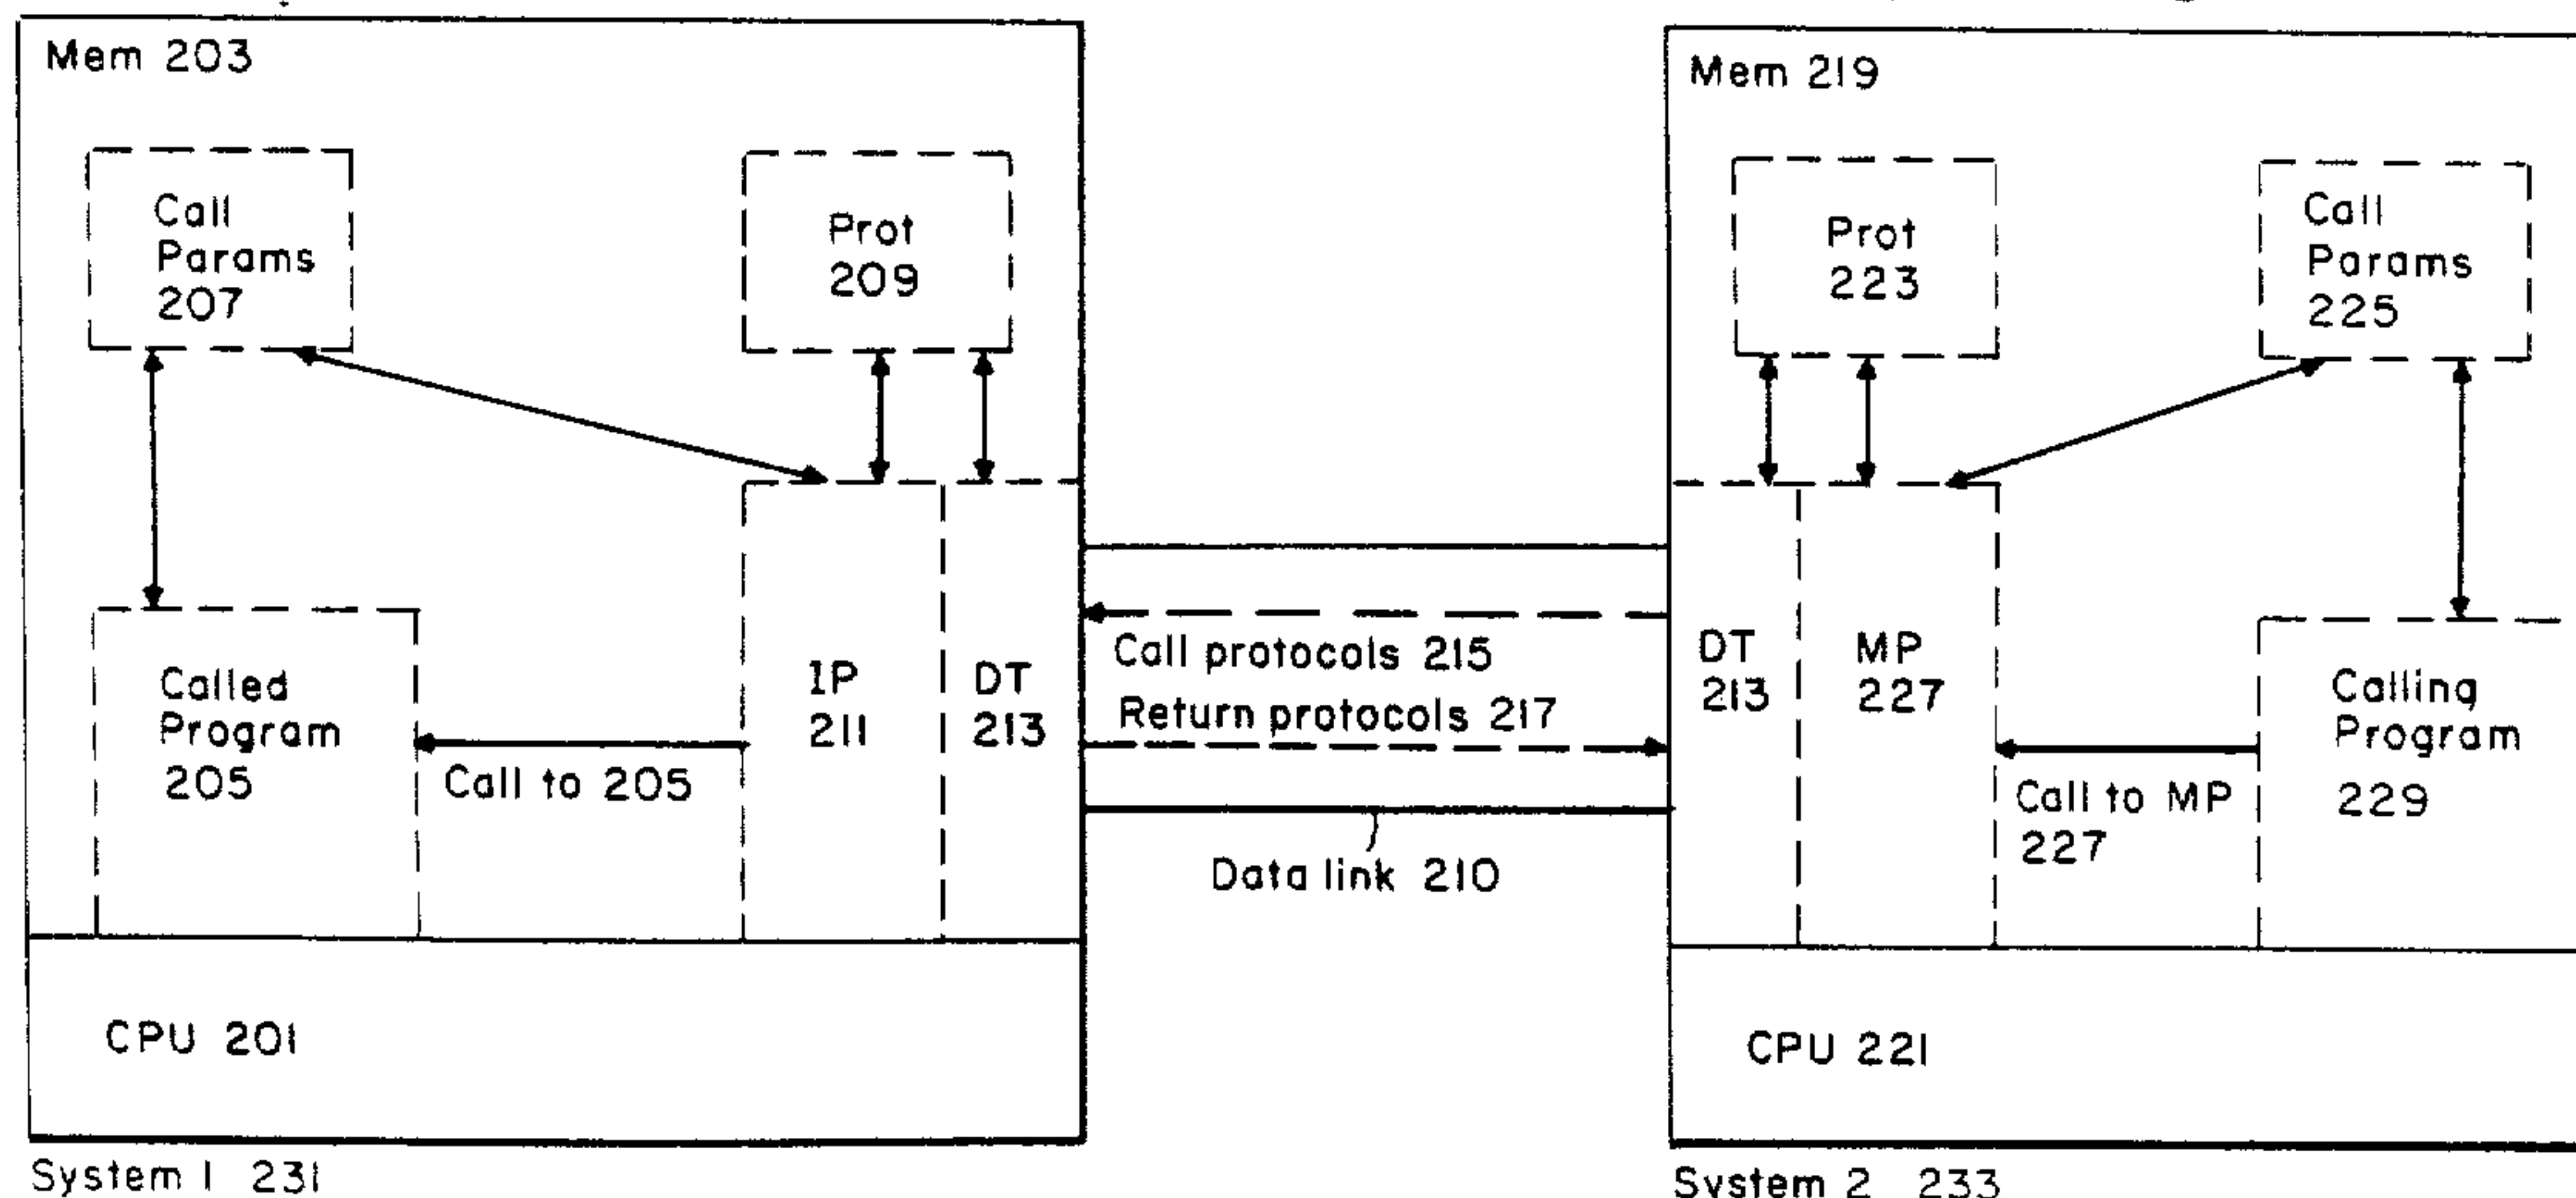 Mem 203
Call
Params
207
Prot
209
Called
Program
205
Call to 205
IP
211
DT
213
CPU 201
System 1 231
Call protocols 215
Return protocols 217
Data link 210
Mem 219
Prot
223
Call
Params
225
DT
213
MP
227
Call to MP
227
Calling
Program
229
CPU 221
System 2 233